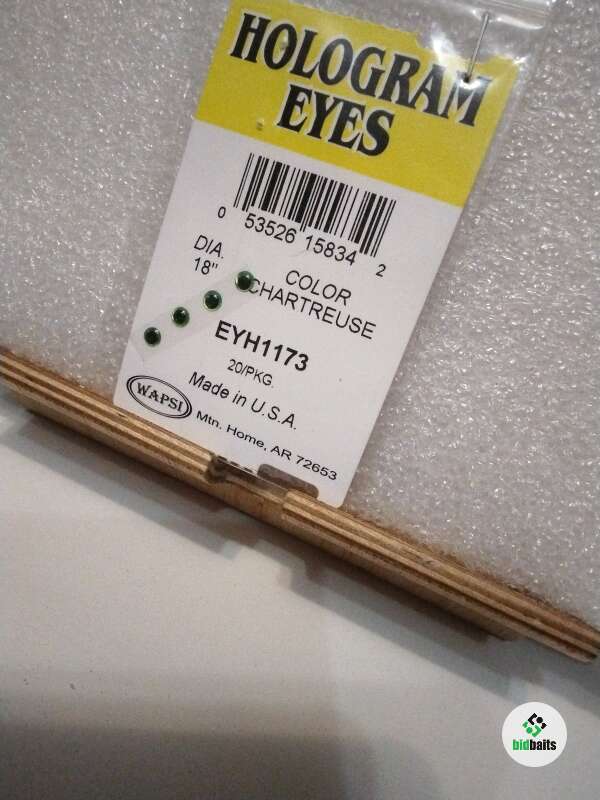 HOLOGRAM
EYES
0 53526 15834 2
DIA.
18"
COLOR
CHARTREUSE
EYH1173
20/PKG.
Made in U.S.A.
WAPSI
Mtn. Home, AR 72653
bidbaits